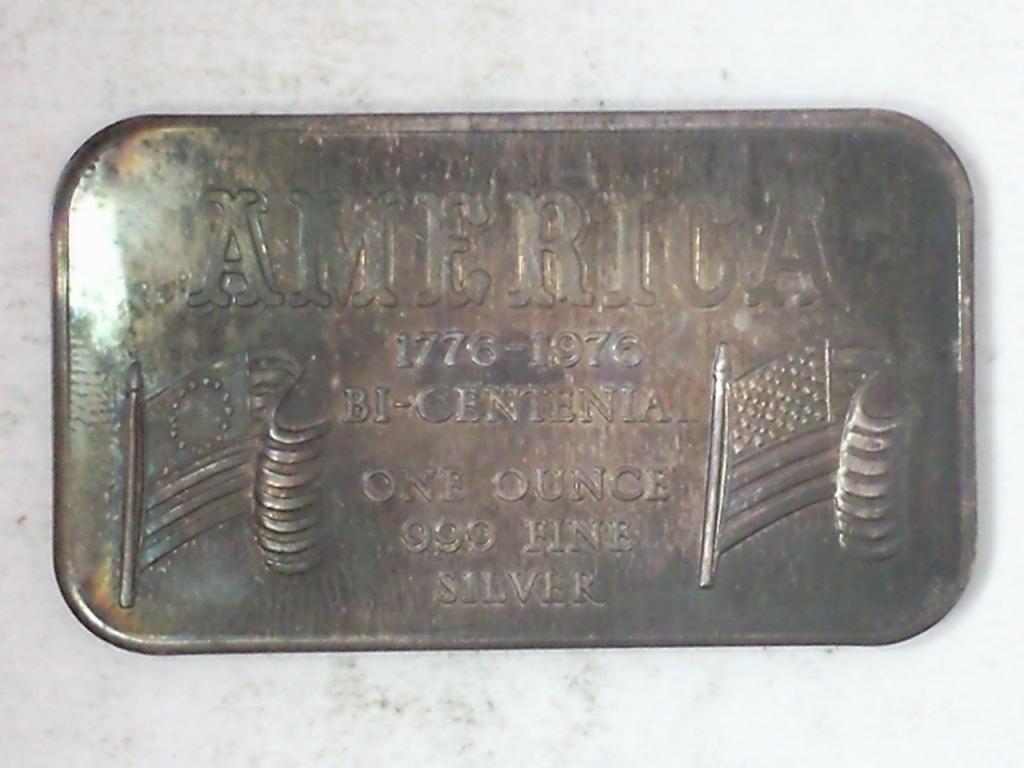 AMERICA
1776-1976
BI-CENTENIAL
ONE OUNCE
999 FINE
SILVER